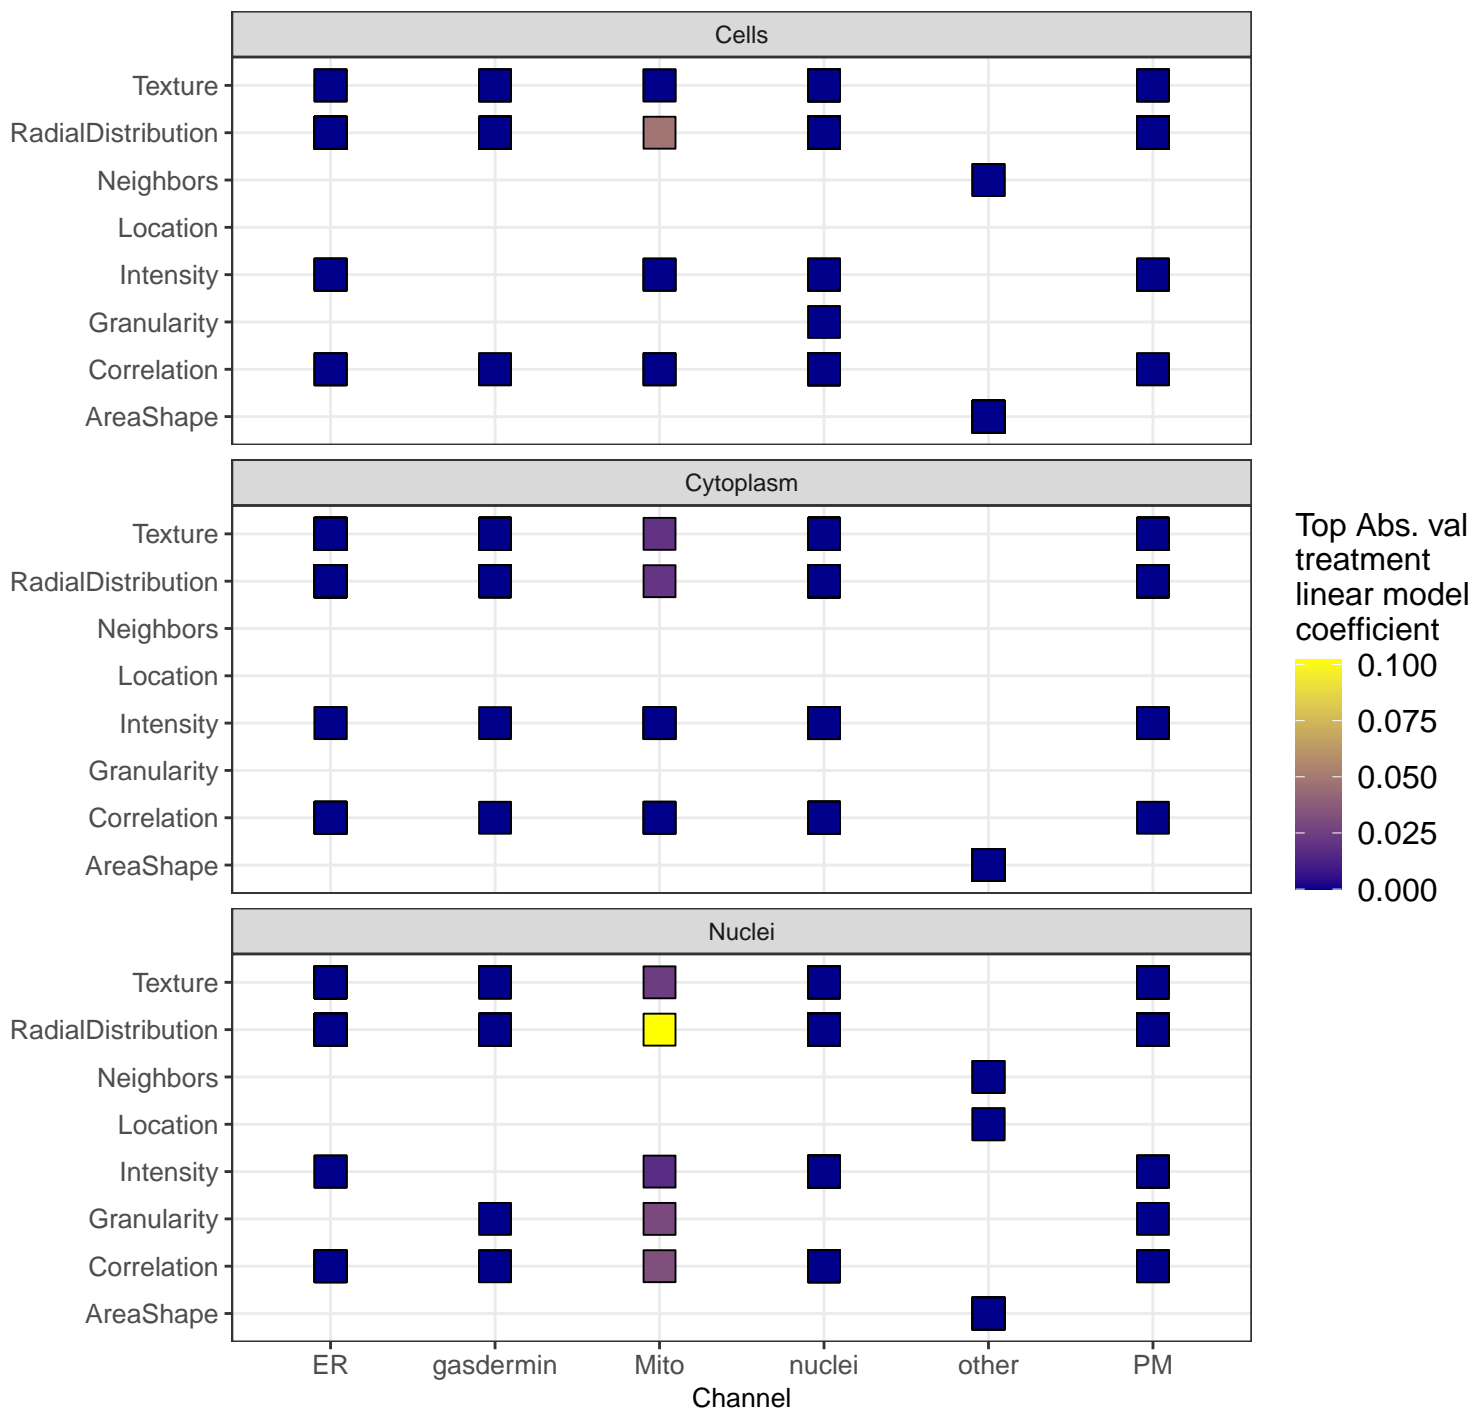 Cells
Texture
RadialDistribution
Neighbors
Location
Intensity
Granularity
Correlation
AreaShape
Cytoplasm
Texture
RadialDistribution
Neighbors
Location
Intensity
Granularity
Correlation
AreaShape
Nuclei
Texture
RadialDistribution
Neighbors
Location
Intensity
Granularity
Correlation
AreaShape
ER gasdermin Mito nuclei other PM
Channel
Top Abs. val
treatment
linear model
coefficient
0.100
0.075
0.050
0.025
0.000